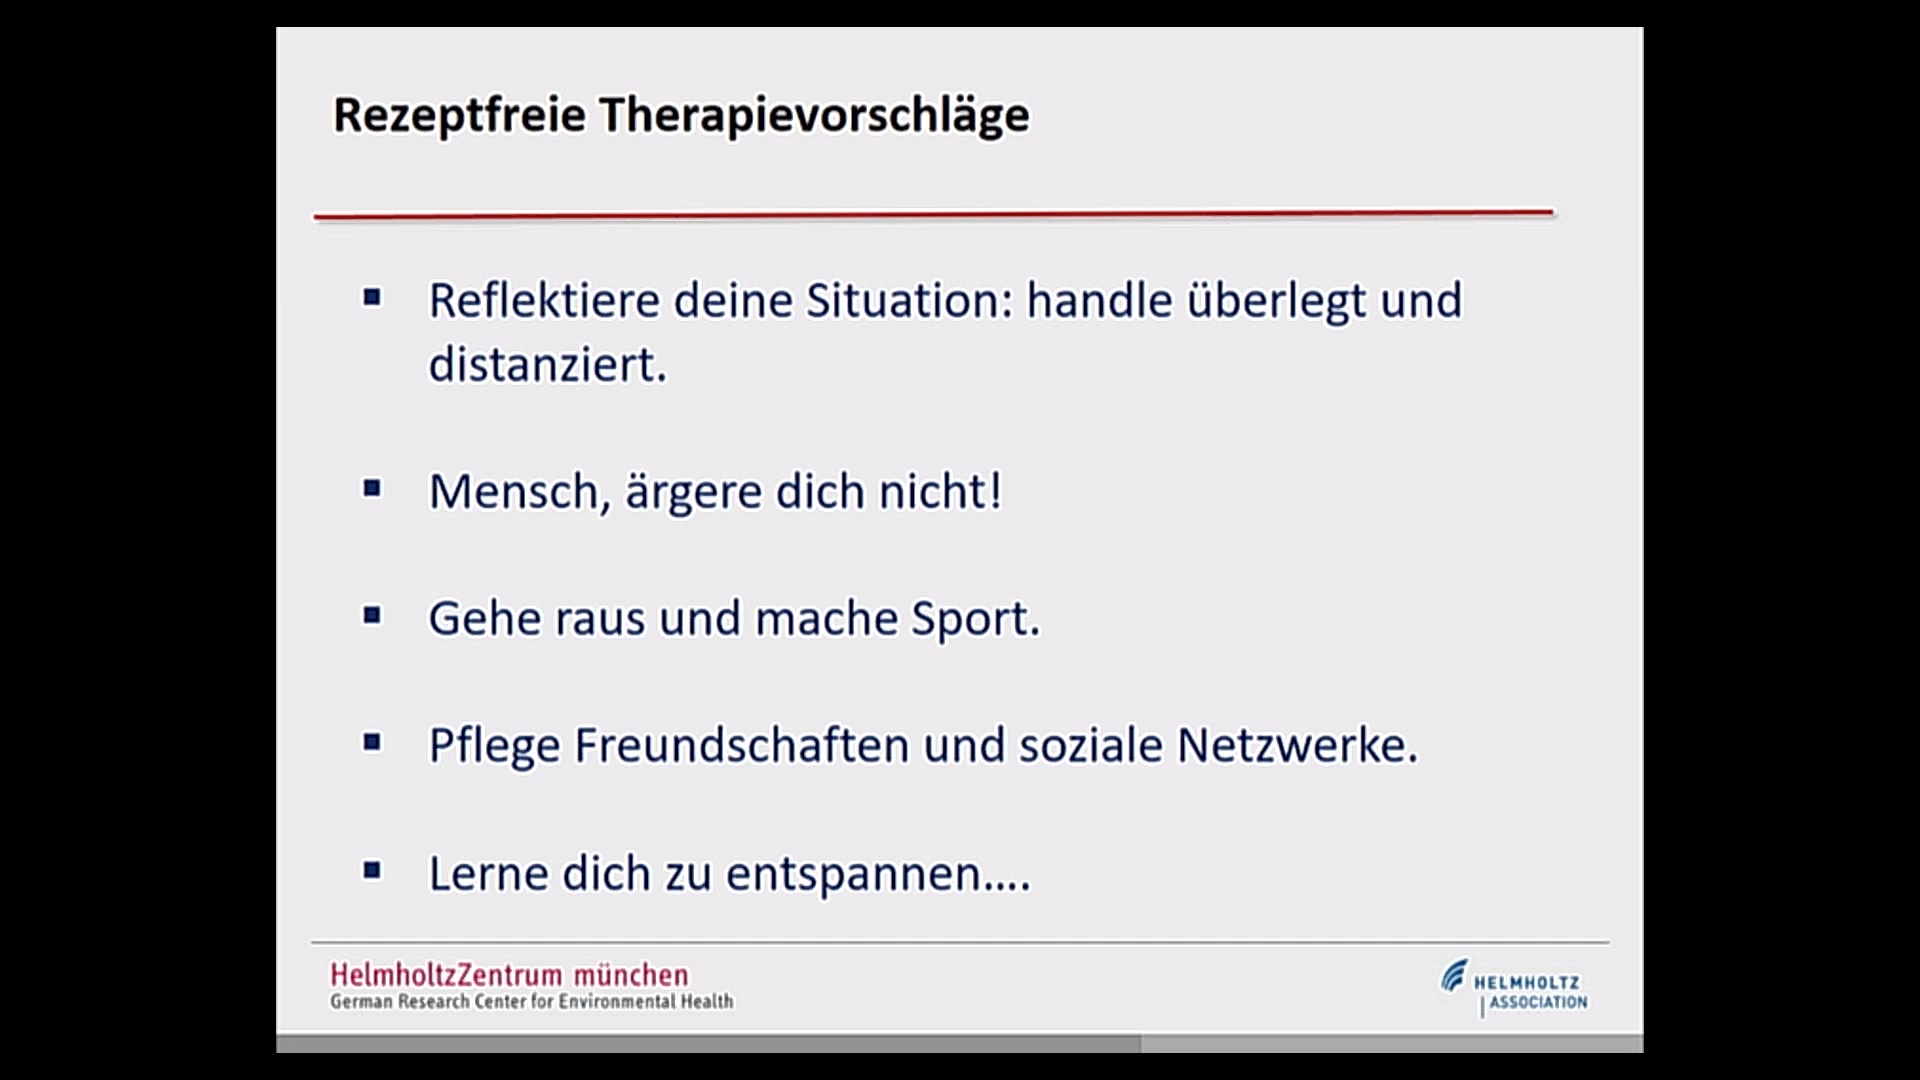 Rezeptfreie Therapievorschläge
Reflektiere deine Situation: handle überlegt und
distanziert.
Mensch, ärgere dich nicht!
Gehe raus und mache Sport.
Pflege Freundschaften und soziale Netzwerke.
Lerne dich zu entspannen....
HelmholtzZentrum münchen
German Research Center for Environmental Health
HELMHOLTZ
ASSOCIATION